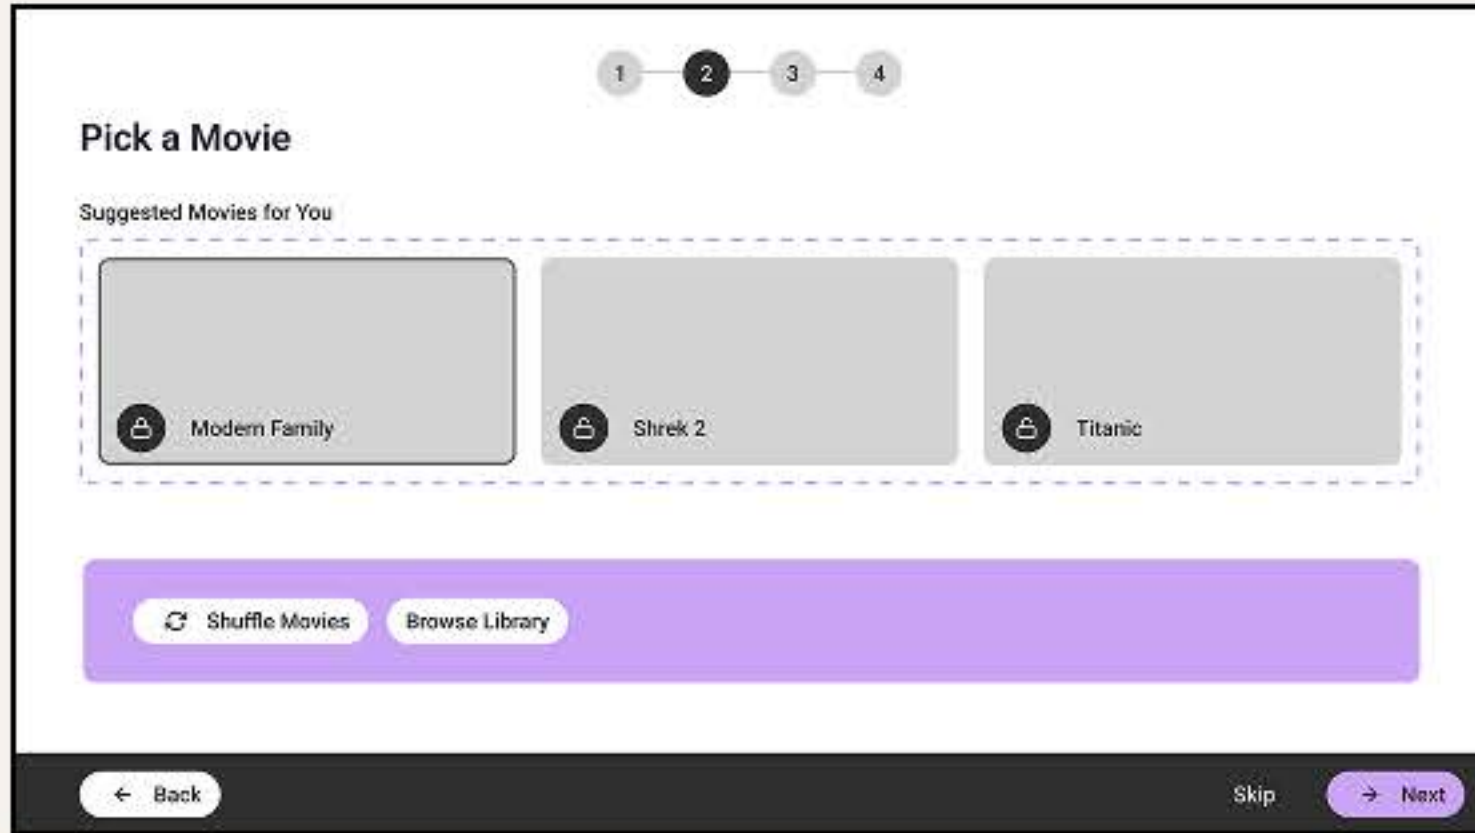 1 2 3 4
Pick a Movie
Suggested Movies for You
Modern Family Shrek 2 Titanic
Shuffle Movies Browse Library
Back Skip Next